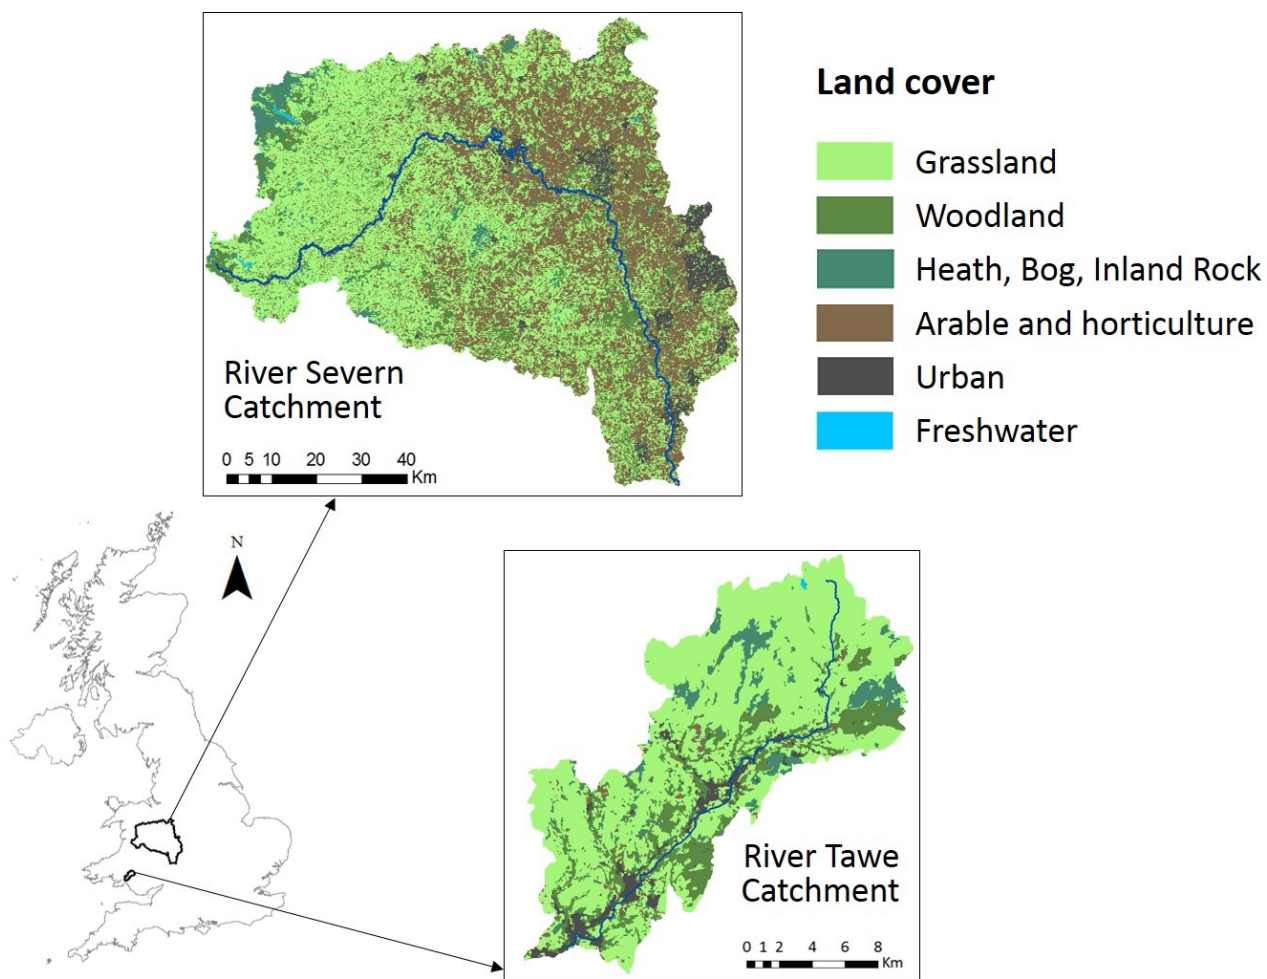 Land cover
Grassland
Woodland
Heath, Bog, Inland Rock
Arable and horticulture
Urban
Freshwater
River Severn
Catchment
0 5 10 20 30 40
Km
N
River Tawe
Catchment
0 1 2 4 6 8
Km